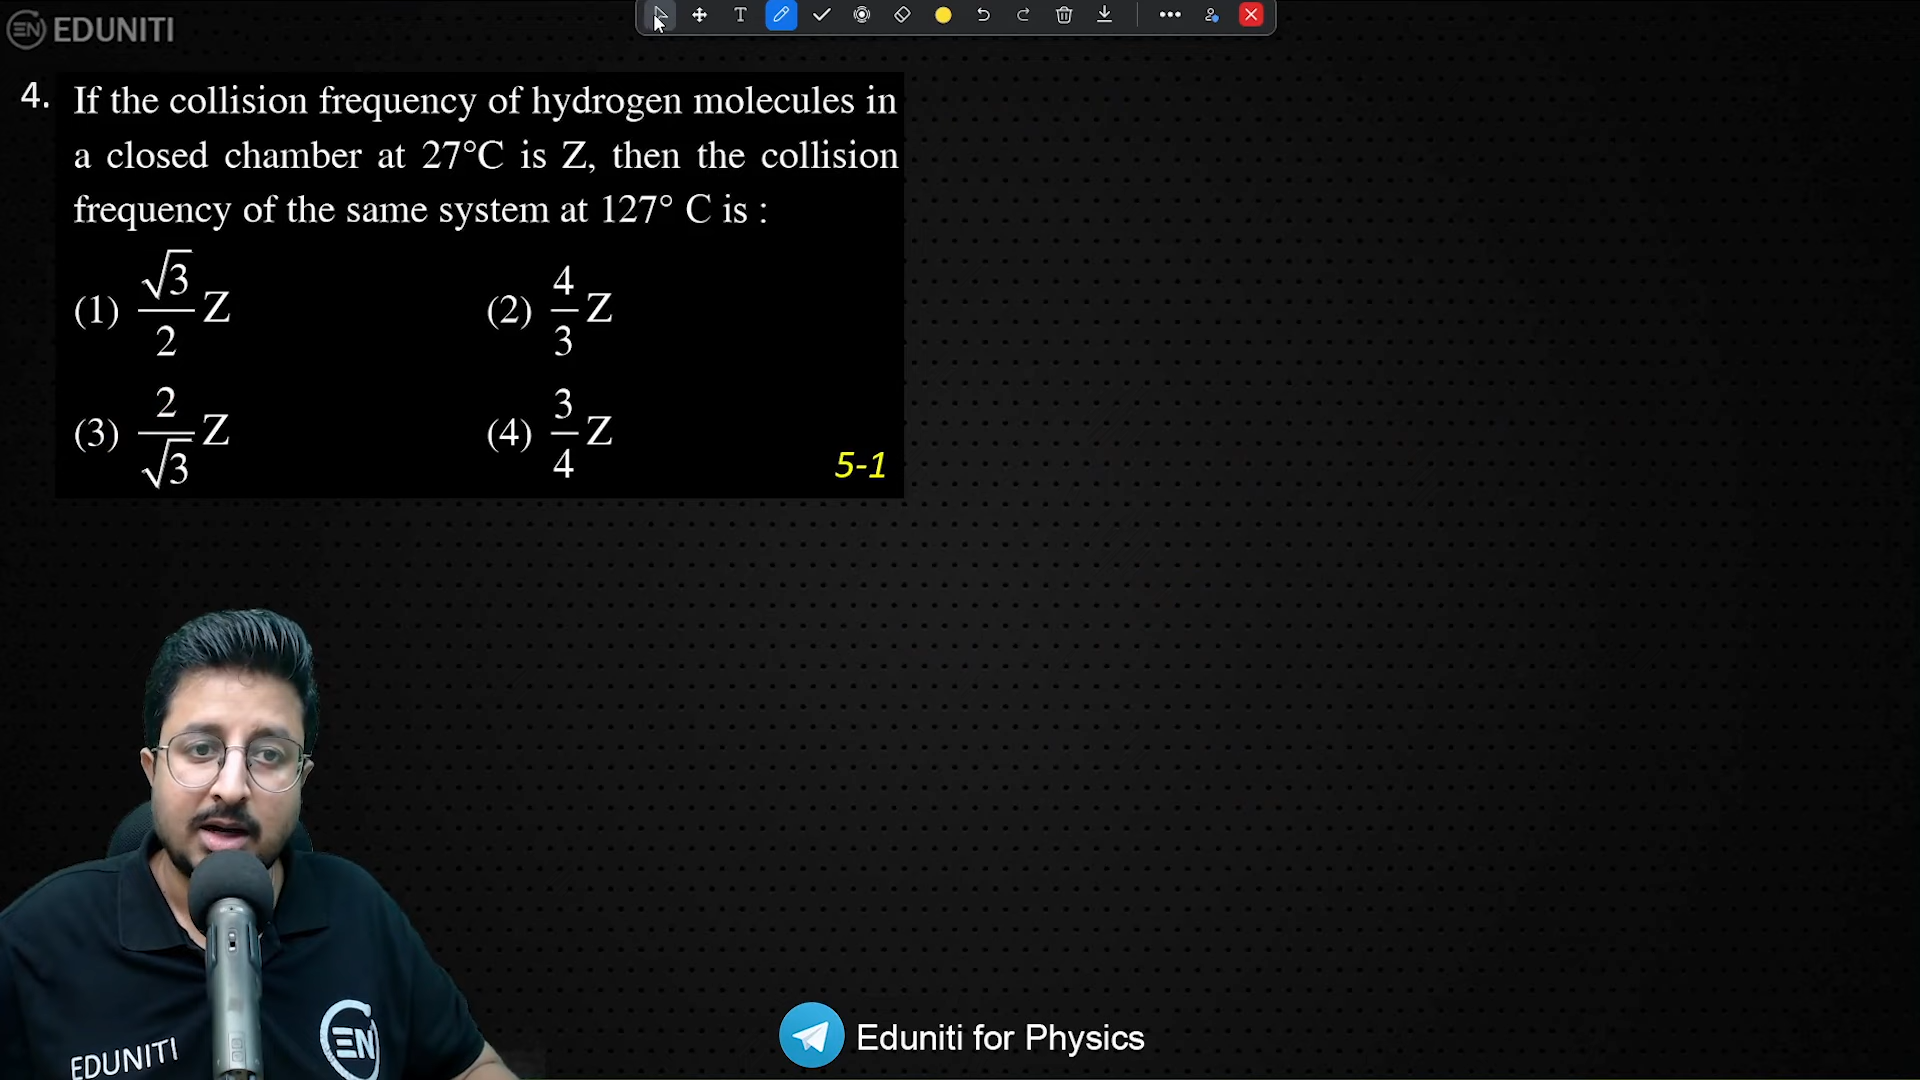 EN EDUNITI
T
4. If the collision frequency of hydrogen molecules in
a closed chamber at 27°C is Z, then the collision
frequency of the same system at 127° C is :
(1) √3/2 Z (2) 4/3 Z
(3) 2/√3 Z (4) 3/4 Z
5-1
EDUNITI
EN
Eduniti for Physics